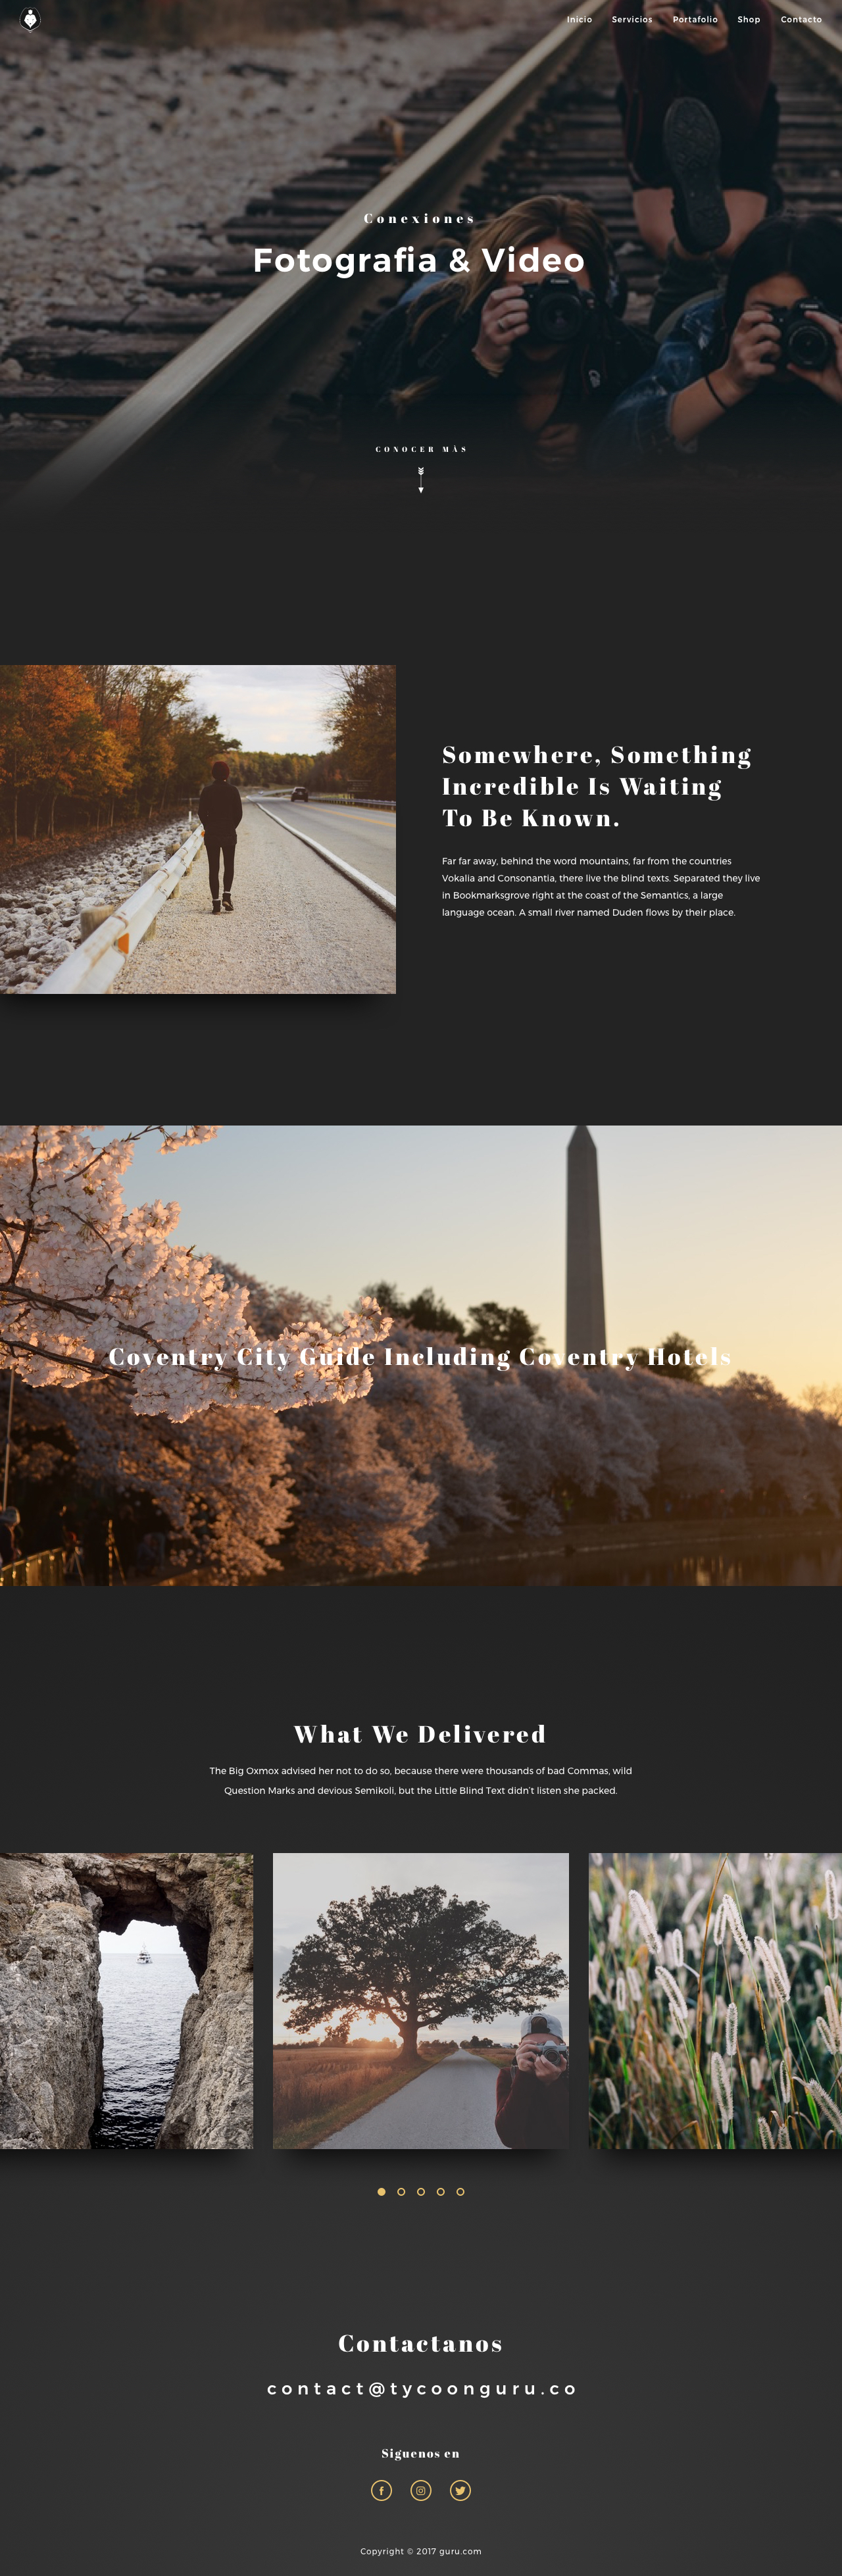 Inicio Servicios Portafolio Shop Contacto
Conexiones
Fotografia & Video
CONOCER MÀS
Somewhere, Something
Incredible Is Waiting
To Be Known.
Far far away, behind the word mountains, far from the countries
Vokalia and Consonantia, there live the blind texts. Separated they live
in Bookmarksgrove right at the coast of the Semantics, a large
language ocean. A small river named Duden flows by their place.
Coventry City Guide Including Coventry Hotels
What We Delivered
The Big Oxmox advised her not to do so, because there were thousands of bad Commas, wild
Question Marks and devious Semikoli, but the Little Blind Text didn’t listen she packed.
Contactanos
contact@tycoonguru.co
Siguenos en
Copyright © 2017 guru.com